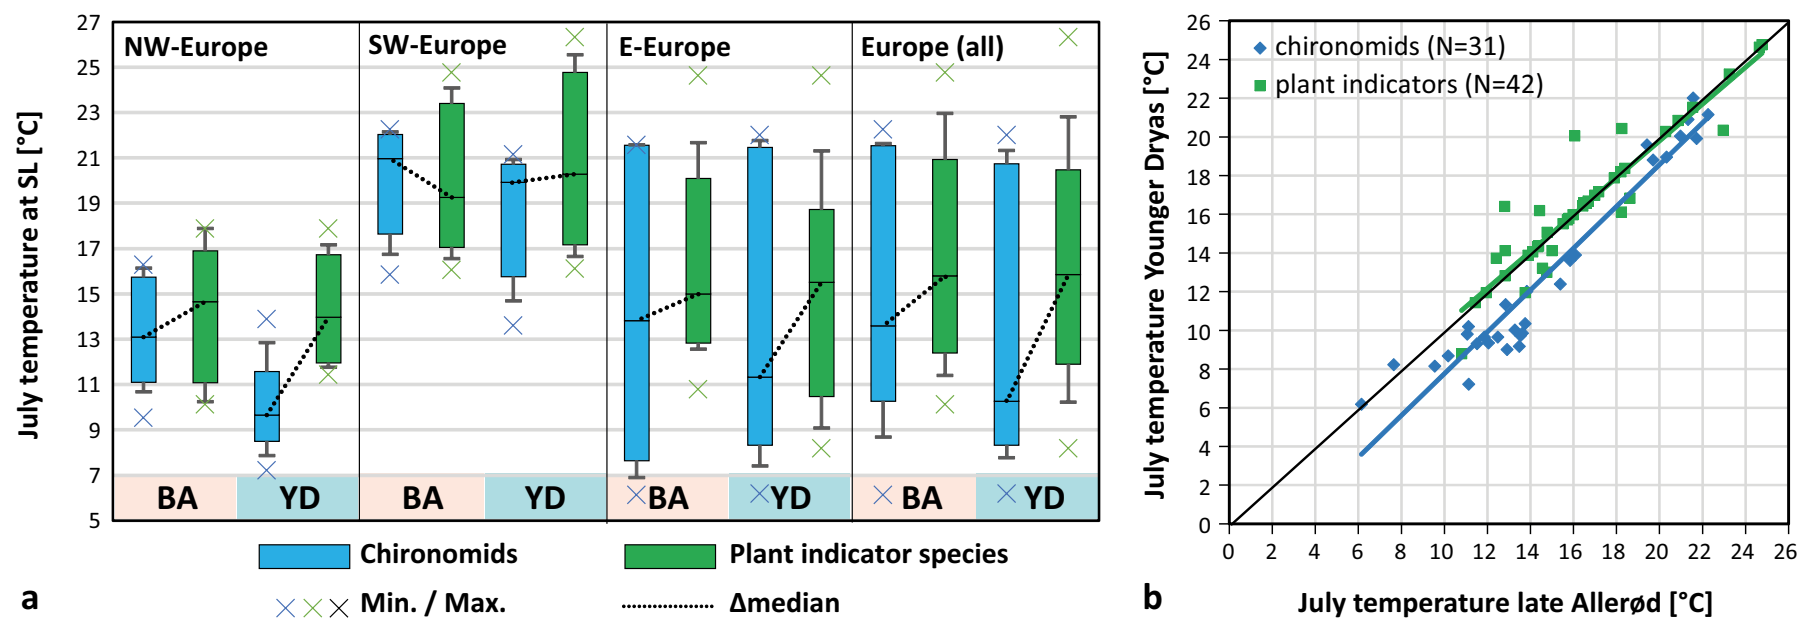 July temperature at SL [°C]
27
25
23
21
19
17
15
13
11
9
7
5
NW-Europe
SW-Europe
E-Europe
Europe (all)
BA
YD
BA
YD
BA
YD
BA
YD
Chironomids
Plant indicator species
Min. / Max.
Δmedian
a
July temperature Younger Dryas [°C]
26
24
22
20
18
16
14
12
10
8
6
4
2
0
chironomids (N=31)
plant indicators (N=42)
0 2 4 6 8 10 12 14 16 18 20 22 24 26
July temperature late Allerød [°C]
b